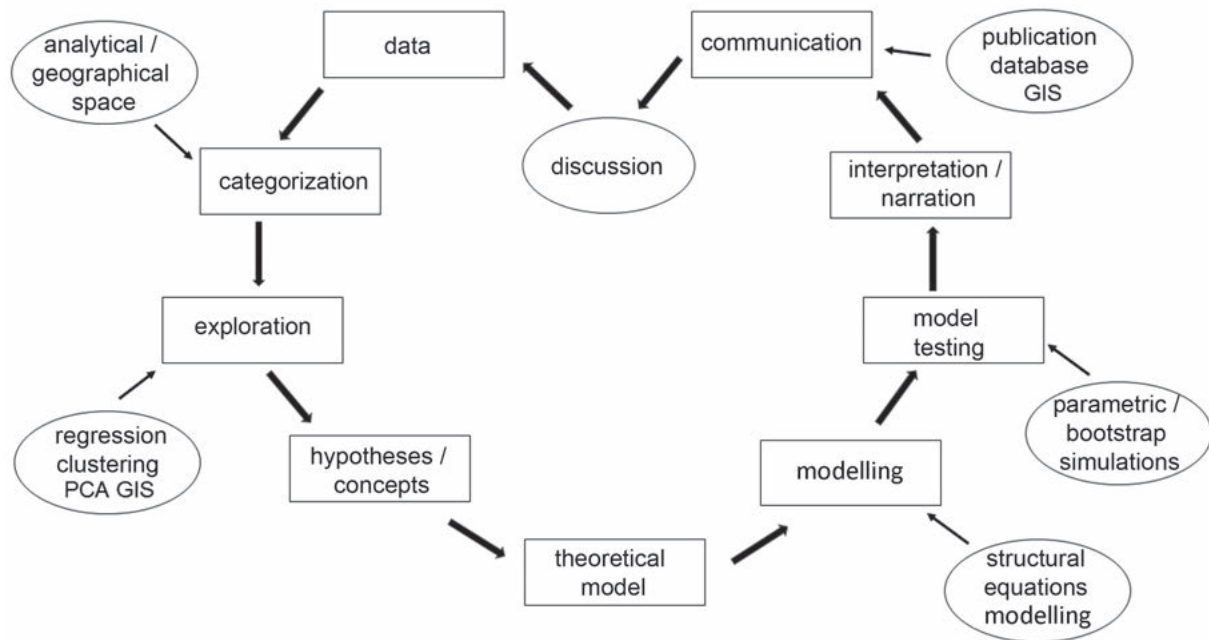 analytical /
geographical
space
data
communication
publication
database
GIS
categorization
discussion
interpretation /
narration
exploration
model
testing
regression
clustering
PCA GIS
hypotheses /
concepts
modelling
parametric /
bootstrap
simulations
theoretical
model
structural
equations
modelling